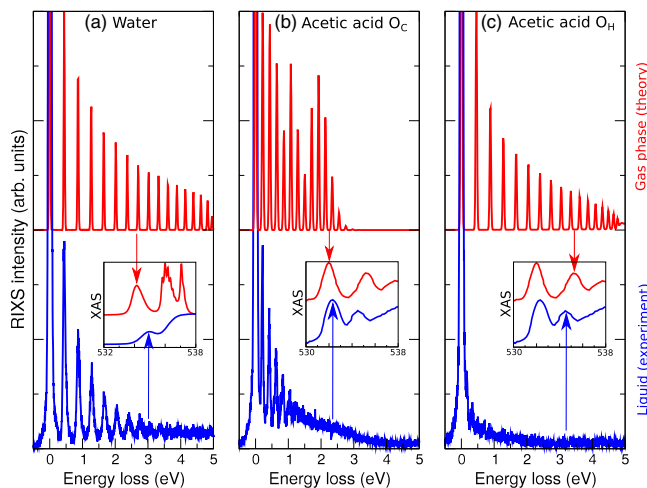 (a) Water
(b) Acetic acid O_C
(c) Acetic acid O_H
RIXS intensity (arb. units)
Gas phase (theory)
Liquid (experiment)
XAS
532 538
XAS
530 538
XAS
530 538
0 1 2 3 4 5
0 1 2 3 4 5
0 1 2 3 4 5
Energy loss (eV)
Energy loss (eV)
Energy loss (eV)